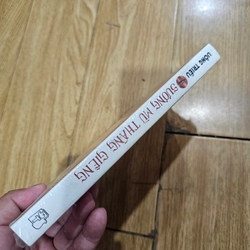 UÔNG TRIỀU
SƯƠNG MÙ THÁNG GIÊNG